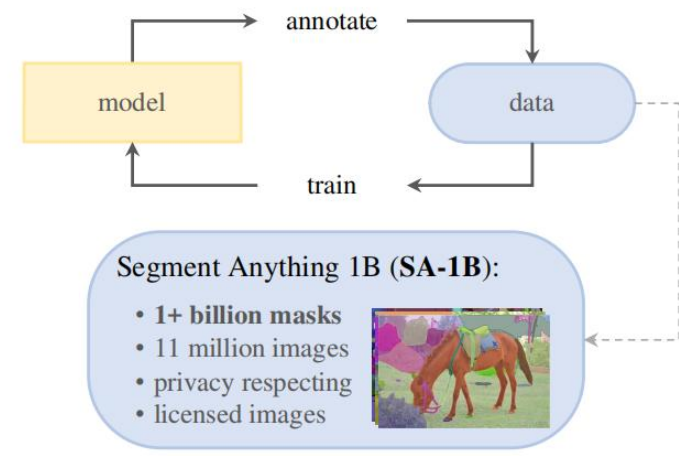 annotate
model
data
train
Segment Anything 1B (SA-1B):
• 1+ billion masks
• 11 million images
• privacy respecting
• licensed images